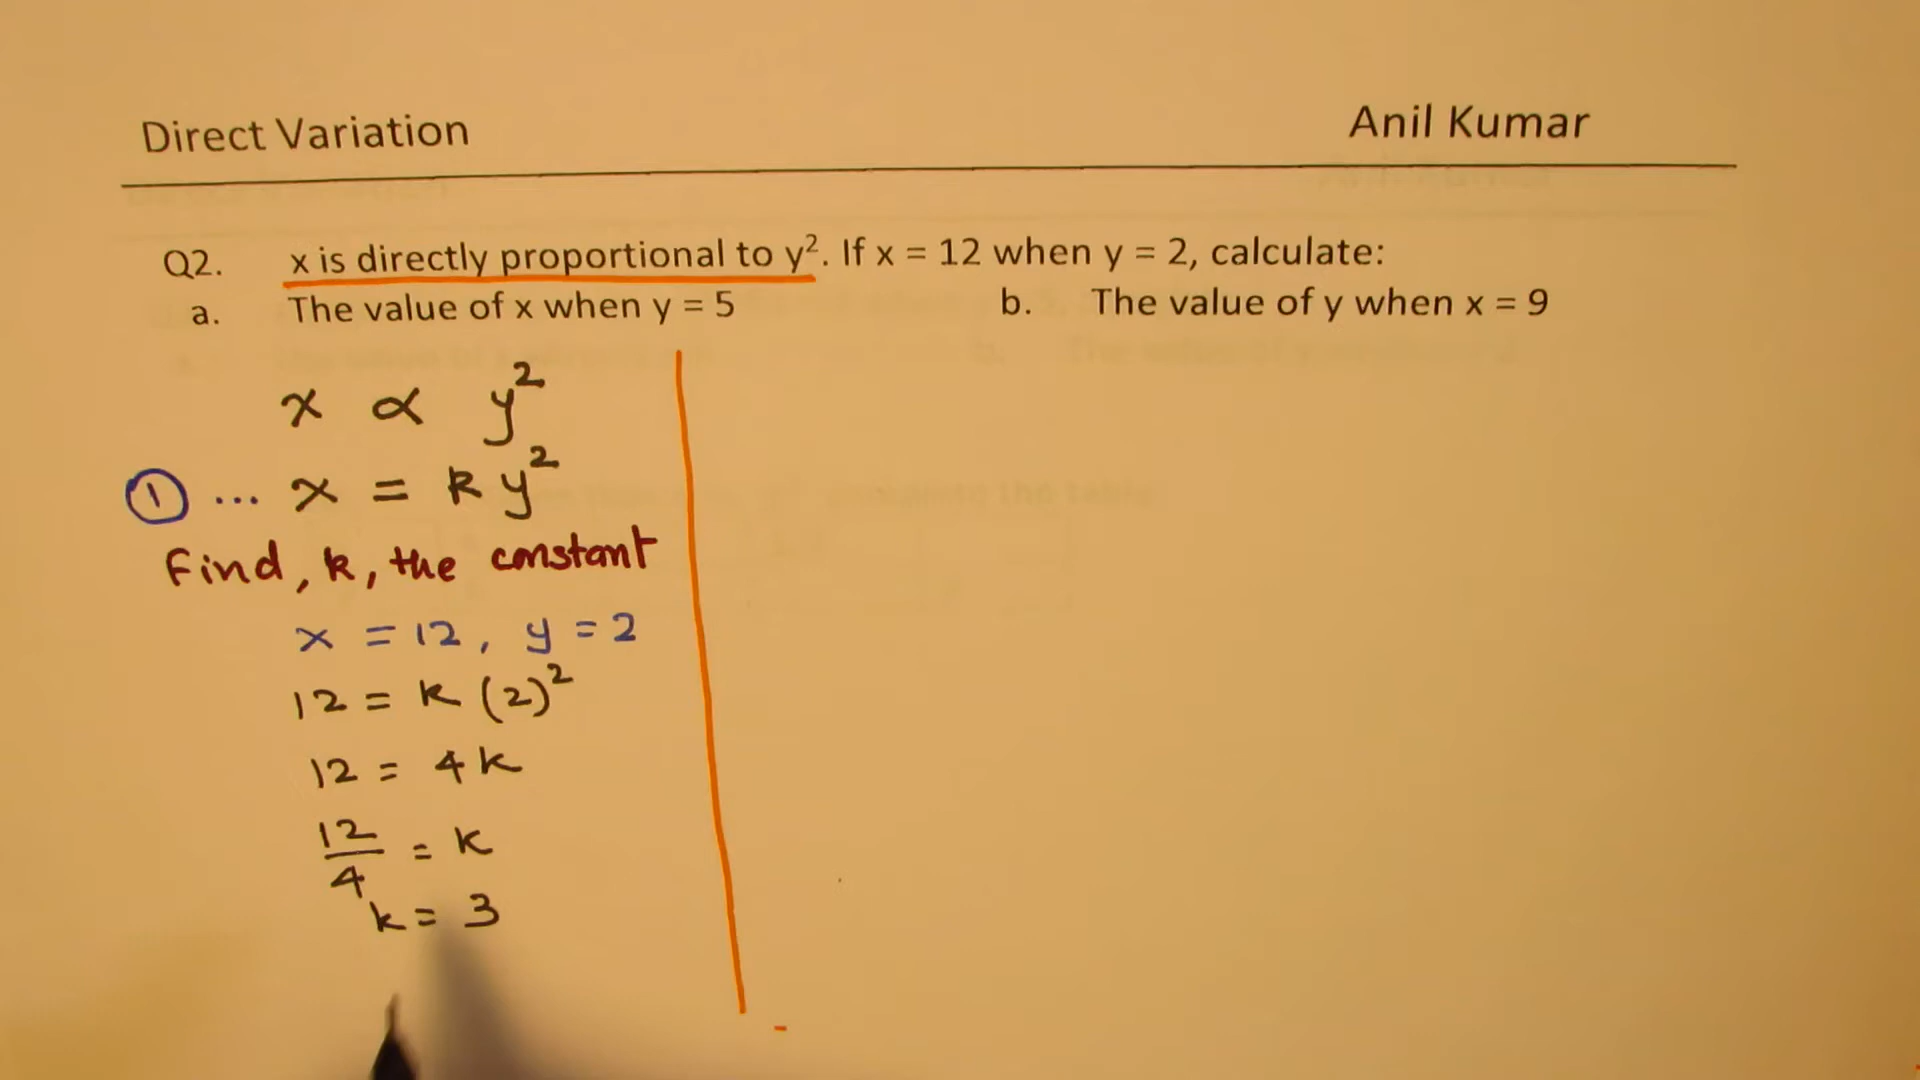 Direct Variation Anil Kumar
Q2. x is directly proportional to y². If x = 12 when y = 2, calculate:
a. The value of x when y = 5 b. The value of y when x = 9
x ∝ y²
① ... x = k y²
Find, k, the constant
x = 12, y = 2
12 = k (2)²
12 = 4k
12/4 = k
k = 3